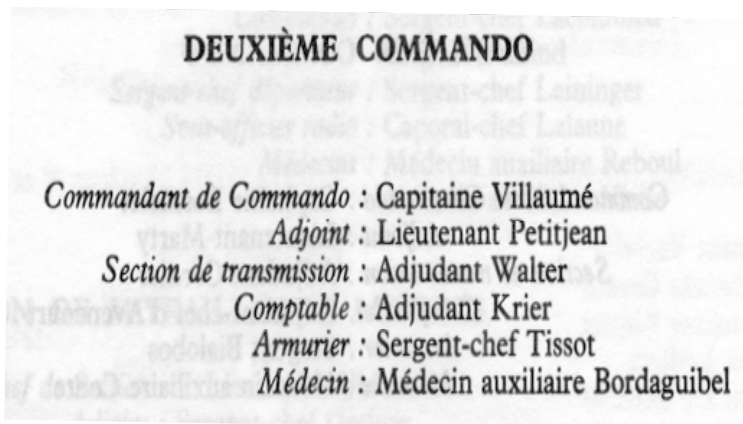 DEUXIÈME COMMANDO
Commandant de Commando : Capitaine Villaumé
Adjoint : Lieutenant Petitjean
Section de transmission : Adjudant Walter
Comptable : Adjudant Krier
Armurier : Sergent-chef Tissot
Médecin : Médecin auxiliaire Bordaguibel